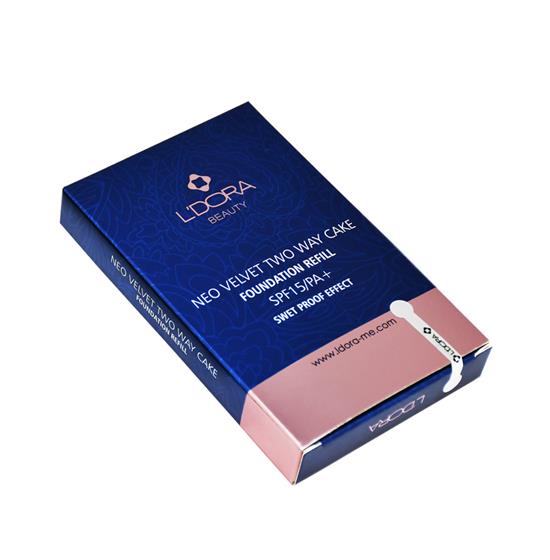 L'DORA
BEAUTY
NEO VELVET TWO WAY CAKE
FOUNDATION REFILL
SPF15/PA+
SWET PROOF EFFECT
www.ldora-me.com
NEO VELVET TWO WAY CAKE
FOUNDATION REFILL
L'DORA
L'DORA